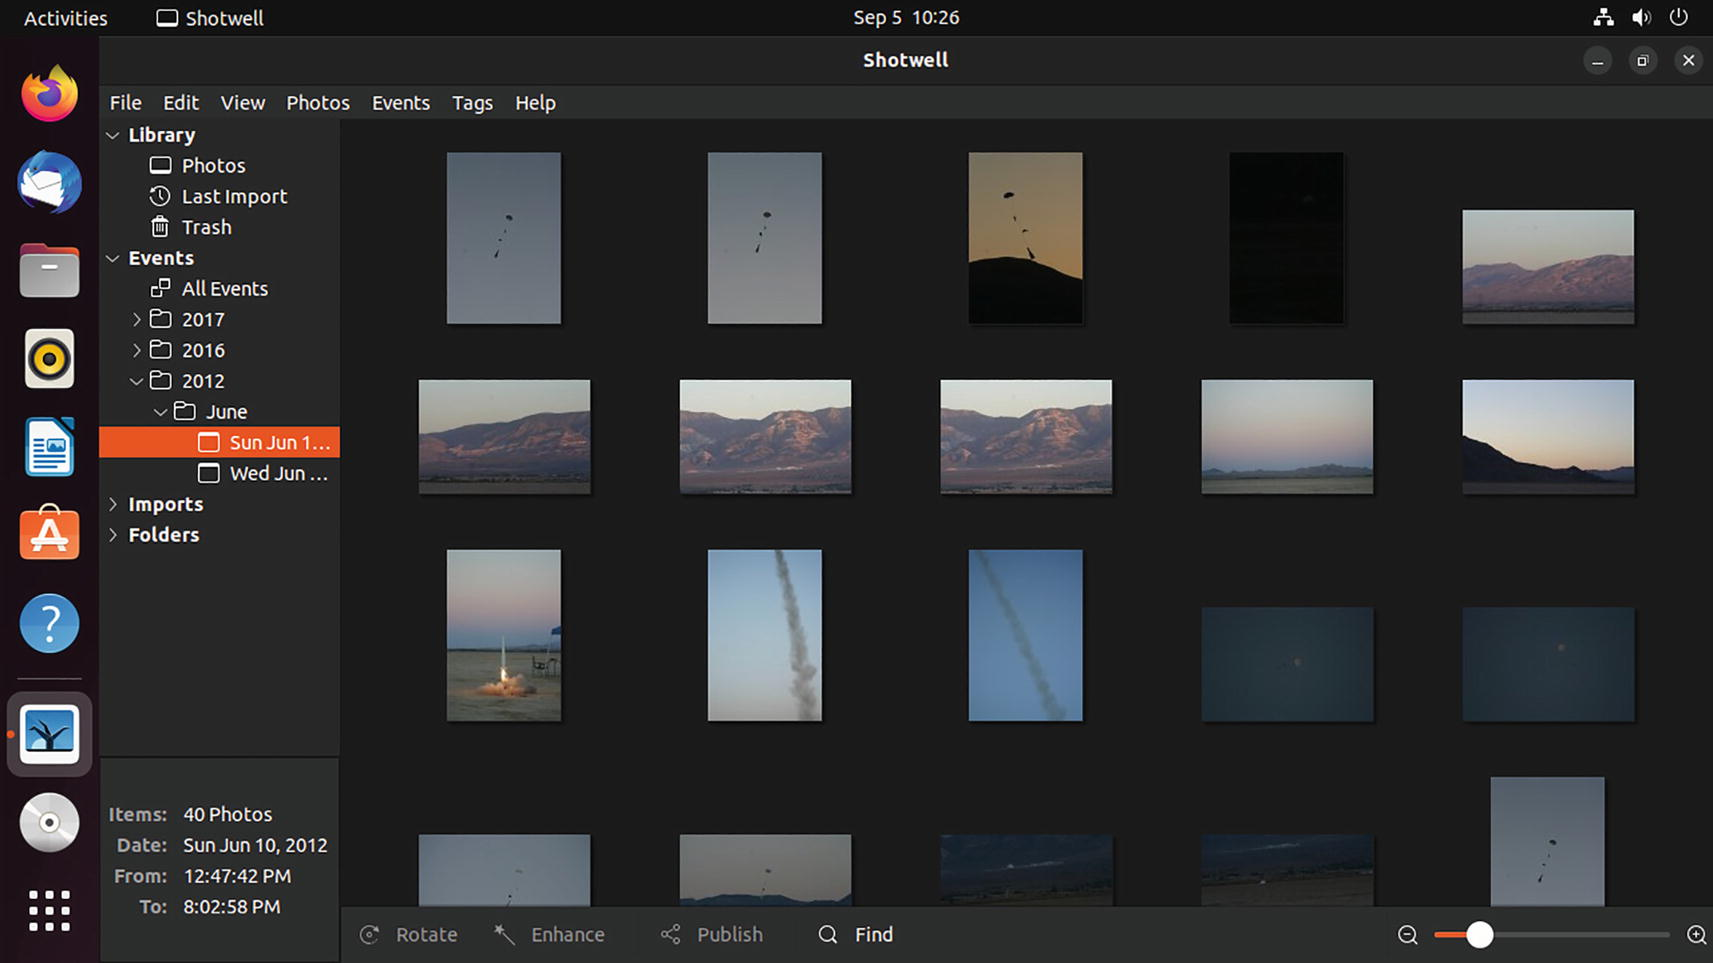 Activities Shotwell Sep 5 10:26
Shotwell
File Edit View Photos Events Tags Help
Library
Photos
Last Import
Trash
Events
All Events
2017
2016
2012
June
Sun Jun 1...
Wed Jun ...
Imports
Folders
Items: 40 Photos
Date: Sun Jun 10, 2012
From: 12:47:42 PM
To: 8:02:58 PM
Rotate Enhance Publish Find